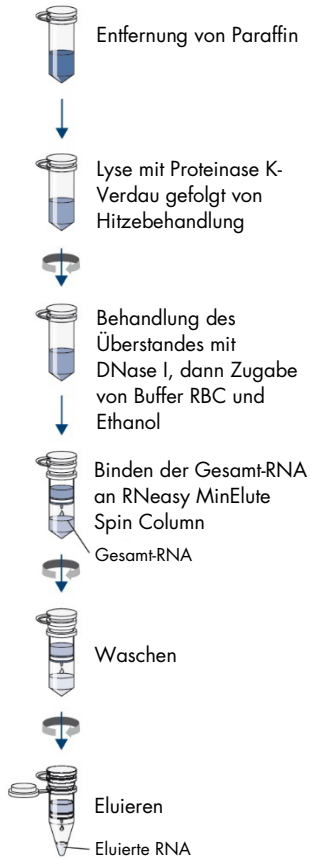 Entfernung von Paraffin
Lyse mit Proteinase K-
Verdau gefolgt von
Hitzebehandlung
Behandlung des
Überstandes mit
DNase I, dann Zugabe
von Buffer RBC und
Ethanol
Binden der Gesamt-RNA
an RNeasy MinElute
Spin Column
Gesamt-RNA
Waschen
Eluieren
Eluierte RNA